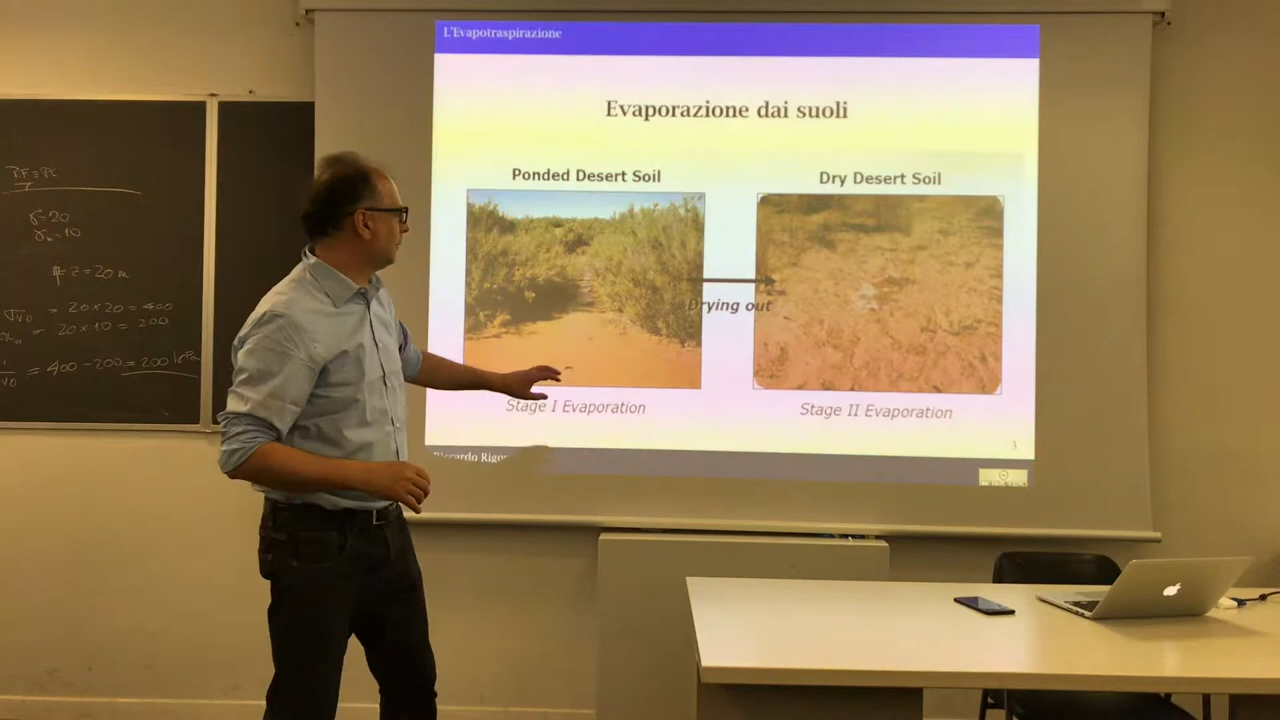 L'Evapotraspirazione
Evaporazione dai suoli
Ponded Desert Soil
Dry Desert Soil
Drying out
Stage I Evaporation
Stage II Evaporation
3
Riccardo
γ=20
=10
z=20 m
= 20×20=400
= 20×10=200
= 400-200=200 kPa